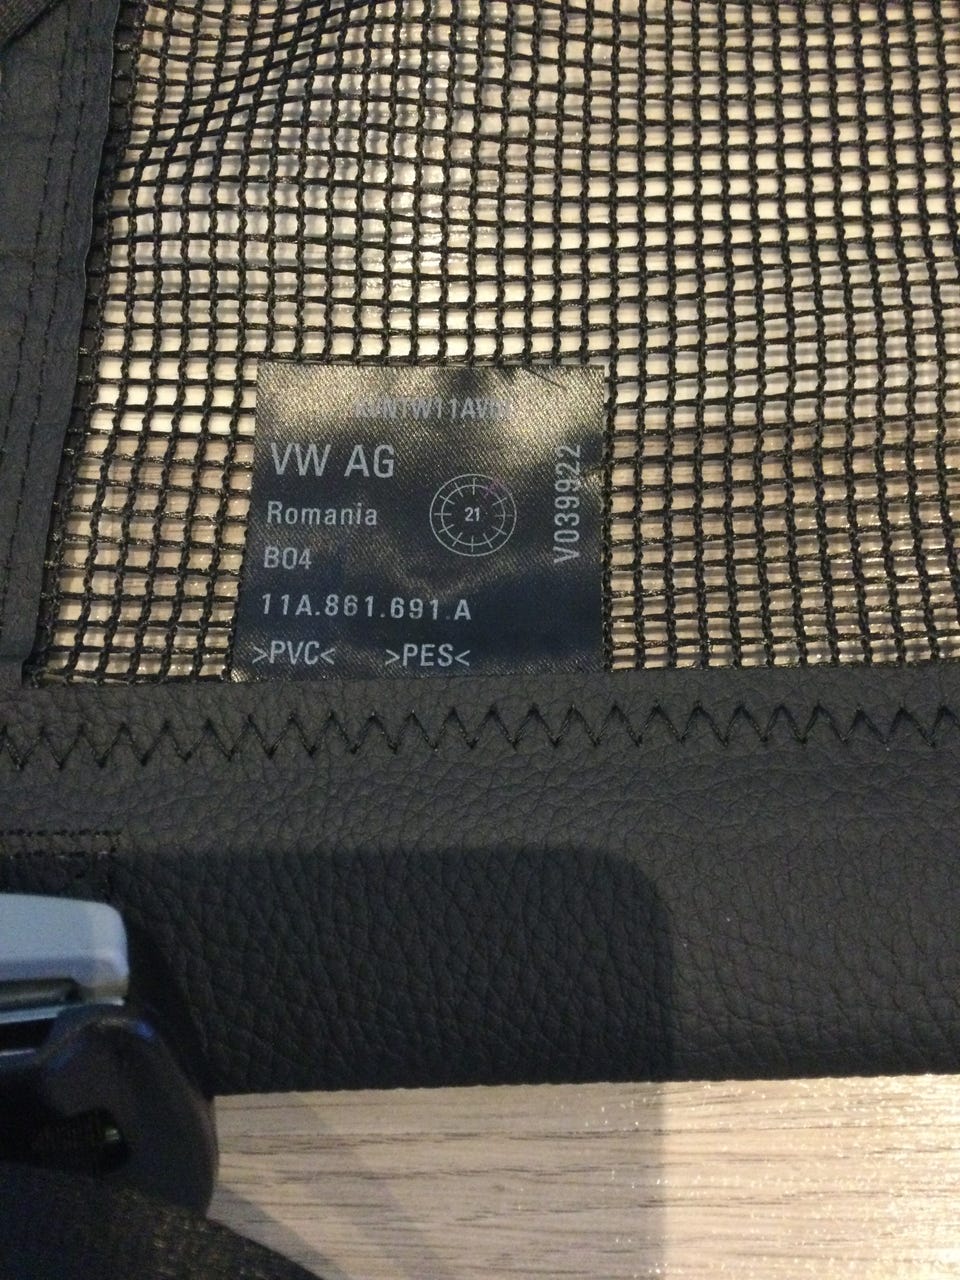 VW AG
Romania
21
B04
V039922
11A.861.691.A
>PVC< >PES<